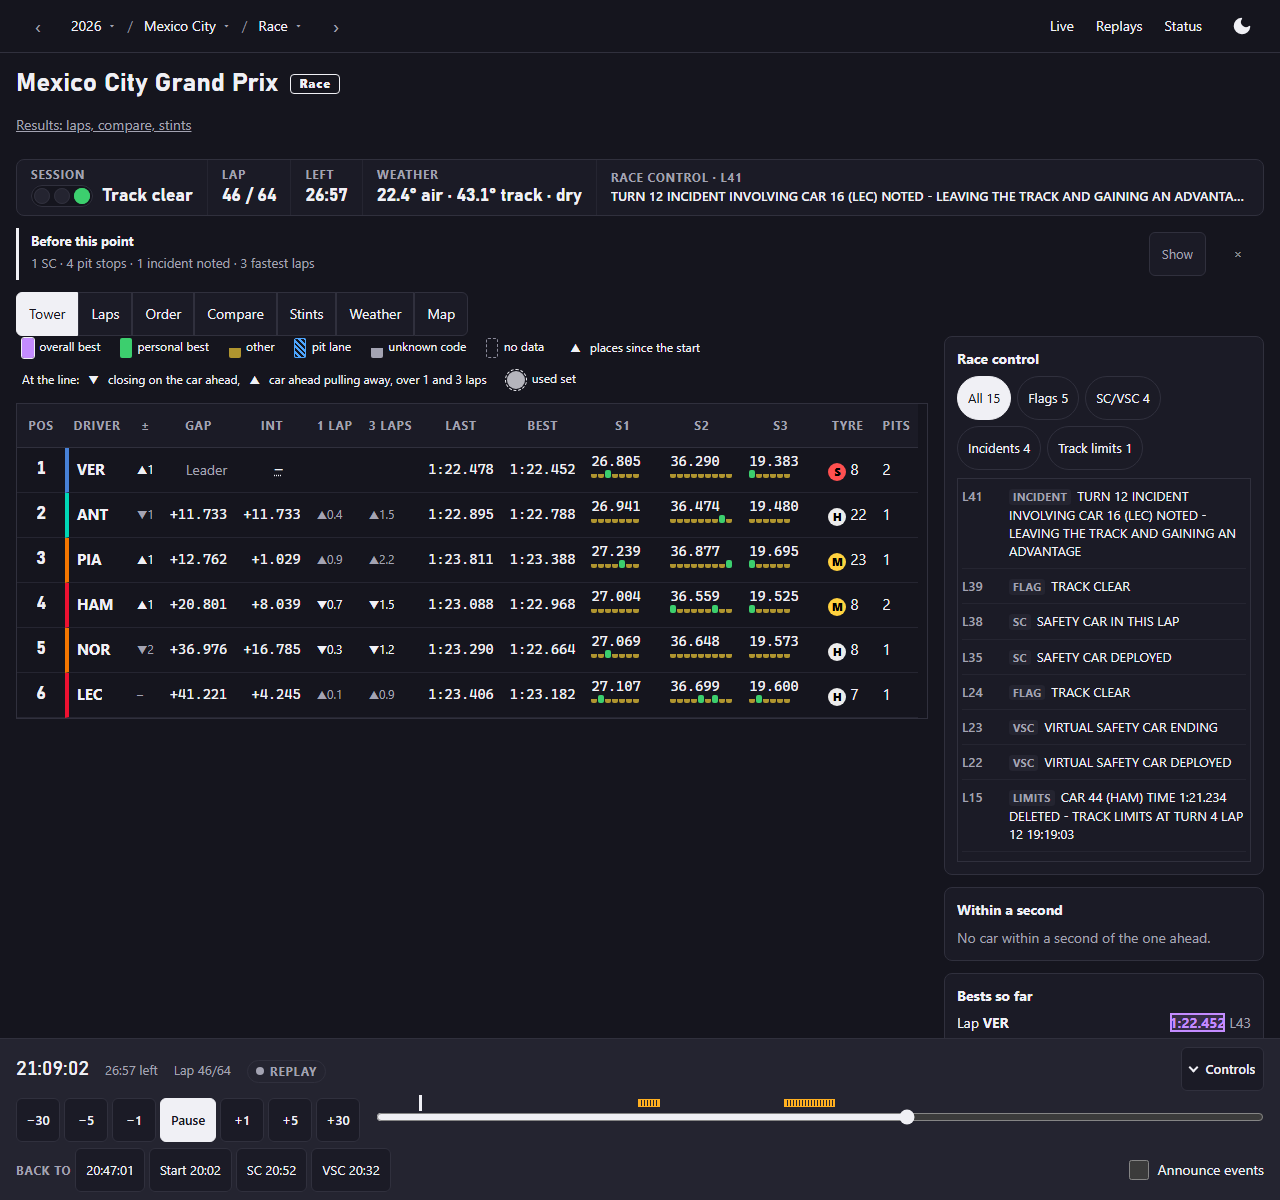 ‹ 2026 / Mexico City / Race ›
Live Replays Status
Mexico City Grand Prix Race
Results: laps, compare, stints
SESSION LAP LEFT WEATHER RACE CONTROL · L41
Track clear 46 / 64 26:57 22.4° air · 43.1° track · dry TURN 12 INCIDENT INVOLVING CAR 16 (LEC) NOTED - LEAVING THE TRACK AND GAINING AN ADVANTA...
Before this point
1 SC · 4 pit stops · 1 incident noted · 3 fastest laps
Show ×
Tower Laps Order Compare Stints Weather Map
overall best personal best other pit lane unknown code no data ▲ places since the start
At the line: ▼ closing on the car ahead, ▲ car ahead pulling away, over 1 and 3 laps used set
POS DRIVER ± GAP INT 1 LAP 3 LAPS LAST BEST S1 S2 S3 TYRE PITS
1 VER ▲1 Leader – 1:22.478 1:22.452 26.805 36.290 19.383 S 8 2
2 ANT ▼1 +11.733 +11.733 ▲0.4 ▲1.5 1:22.895 1:22.788 26.941 36.474 19.480 H 22 1
3 PIA ▲1 +12.762 +1.029 ▲0.9 ▲2.2 1:23.811 1:23.388 27.239 36.877 19.695 M 23 1
4 HAM ▲1 +20.801 +8.039 ▼0.7 ▼1.5 1:23.088 1:22.968 27.004 36.559 19.525 M 8 2
5 NOR ▼2 +36.976 +16.785 ▼0.3 ▼1.2 1:23.290 1:22.664 27.069 36.648 19.573 H 8 1
6 LEC – +41.221 +4.245 ▲0.1 ▲0.9 1:23.406 1:23.182 27.107 36.699 19.600 H 7 1
Race control
All 15 Flags 5 SC/VSC 4
Incidents 4 Track limits 1
L41 INCIDENT TURN 12 INCIDENT
INVOLVING CAR 16 (LEC) NOTED -
LEAVING THE TRACK AND GAINING AN
ADVANTAGE
L39 FLAG TRACK CLEAR
L38 SC SAFETY CAR IN THIS LAP
L35 SC SAFETY CAR DEPLOYED
L24 FLAG TRACK CLEAR
L23 VSC VIRTUAL SAFETY CAR ENDING
L22 VSC VIRTUAL SAFETY CAR DEPLOYED
L15 LIMITS CAR 44 (HAM) TIME 1:21.234
DELETED - TRACK LIMITS AT TURN 4 LAP
12 19:19:03
Within a second
No car within a second of the one ahead.
Bests so far
Lap VER 1:22.452 L43
21:09:02 26:57 left Lap 46/64 REPLAY
Controls
−30 −5 −1 Pause +1 +5 +30
BACK TO 20:47:01 Start 20:02 SC 20:52 VSC 20:32
Announce events